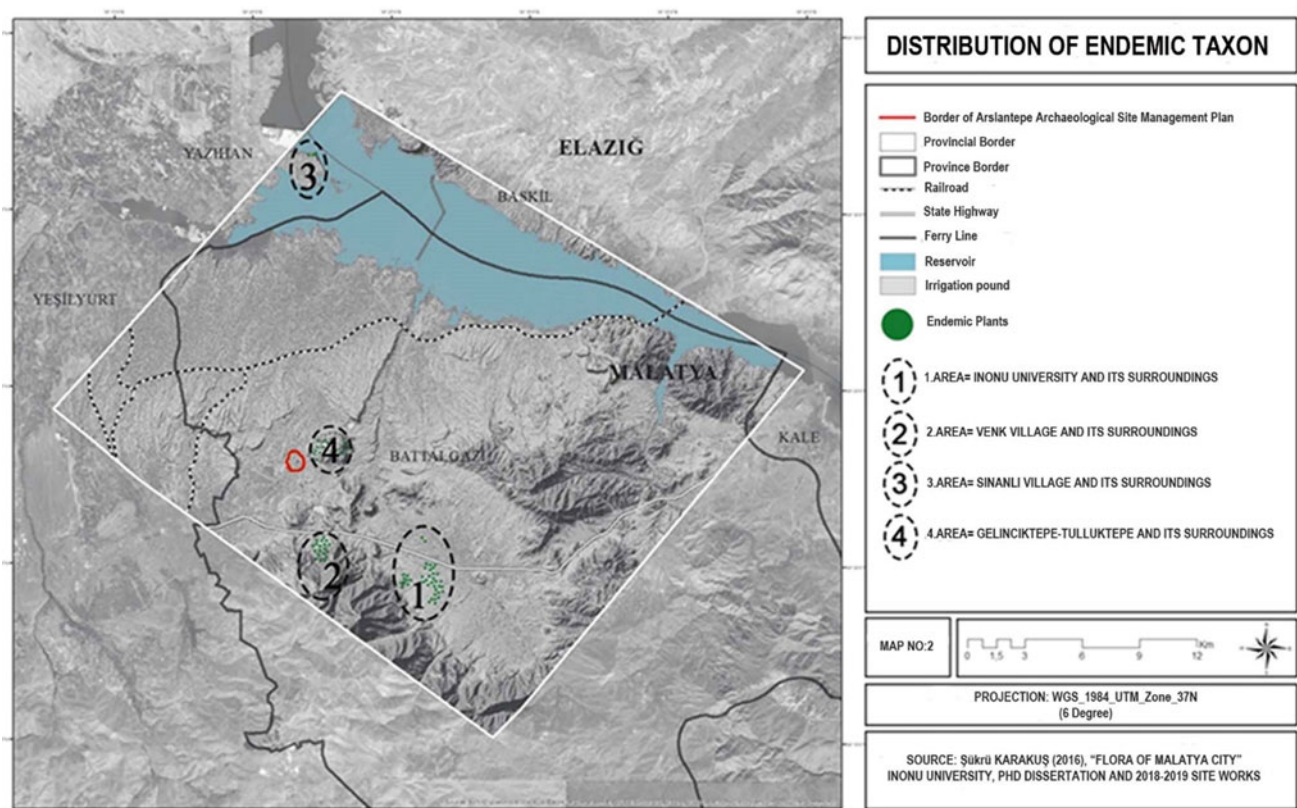 YAZIHAN
ELAZIĞ
3
BASKİL
YEŞİLYURT
MALATYA
KALE
4
BATTALGAZİ
2
1
DISTRIBUTION OF ENDEMIC TAXON
Border of Arslantepe Archaeological Site Management Plan
Provincial Border
Province Border
Railroad
State Highway
Ferry Line
Reservoir
Irrigation pound
Endemic Plants
1 1.AREA= INONU UNIVERSITY AND ITS SURROUNDINGS
2 2.AREA= VENK VILLAGE AND ITS SURROUNDINGS
3 3.AREA= SINANLI VILLAGE AND ITS SURROUNDINGS
4 4.AREA= GELINCIKTEPE-TULLUKTEPE AND ITS SURROUNDINGS
MAP NO:2
Km
0 1,5 3 6 9 12
PROJECTION: WGS_1984_UTM_Zone_37N
(6 Degree)
SOURCE: Şükrü KARAKUŞ (2016), "FLORA OF MALATYA CITY"
INONU UNIVERSITY, PHD DISSERTATION AND 2018-2019 SITE WORKS